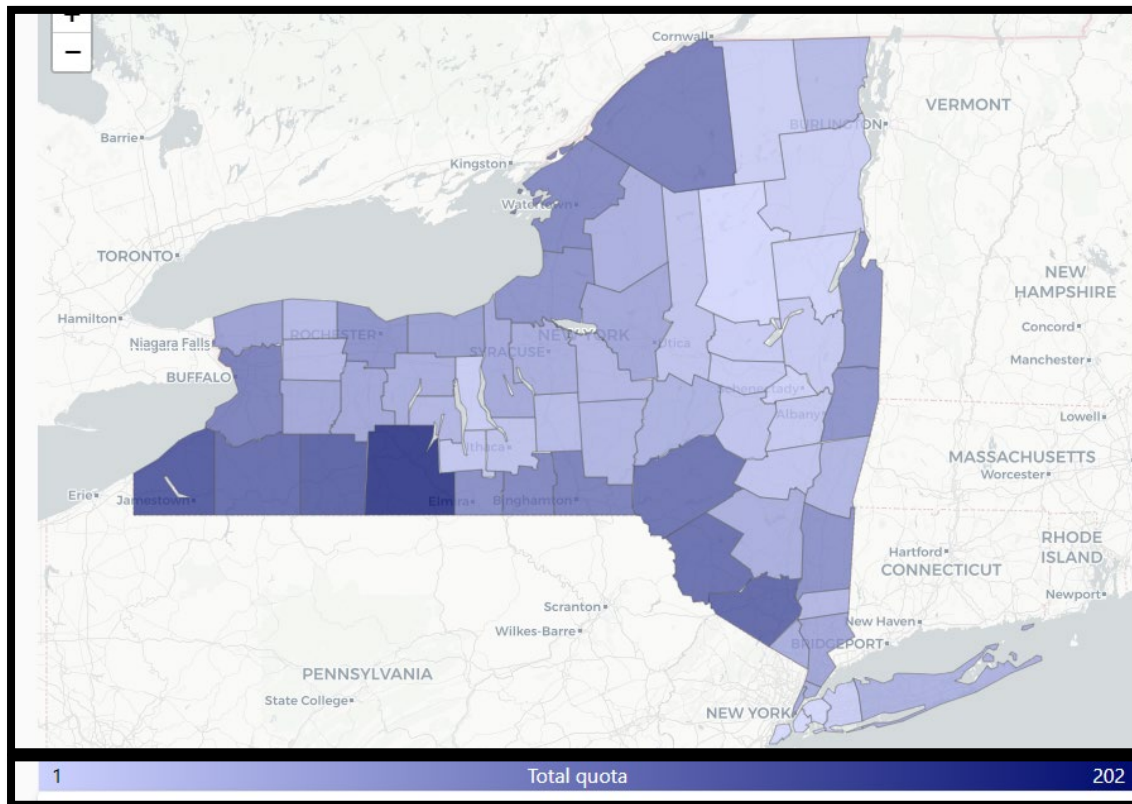 +
−
Cornwall
VERMONT
BURLINGTON
Barrie
Kingston
Watertown
TORONTO
NEW
HAMPSHIRE
Hamilton
ROCHESTER
NEW YORK
Concord
Niagara Falls
SYRACUSE
Utica
Manchester
BUFFALO
Schenectady
Albany
Lowell
Ithaca
MASSACHUSETTS
Worcester
Erie
Jamestown
Elmira
Binghamton
RHODE
ISLAND
Hartford
CONNECTICUT
Newport
Scranton
New Haven
Wilkes-Barre
BRIDGEPORT
PENNSYLVANIA
State College
NEW YORK
1 Total quota 202